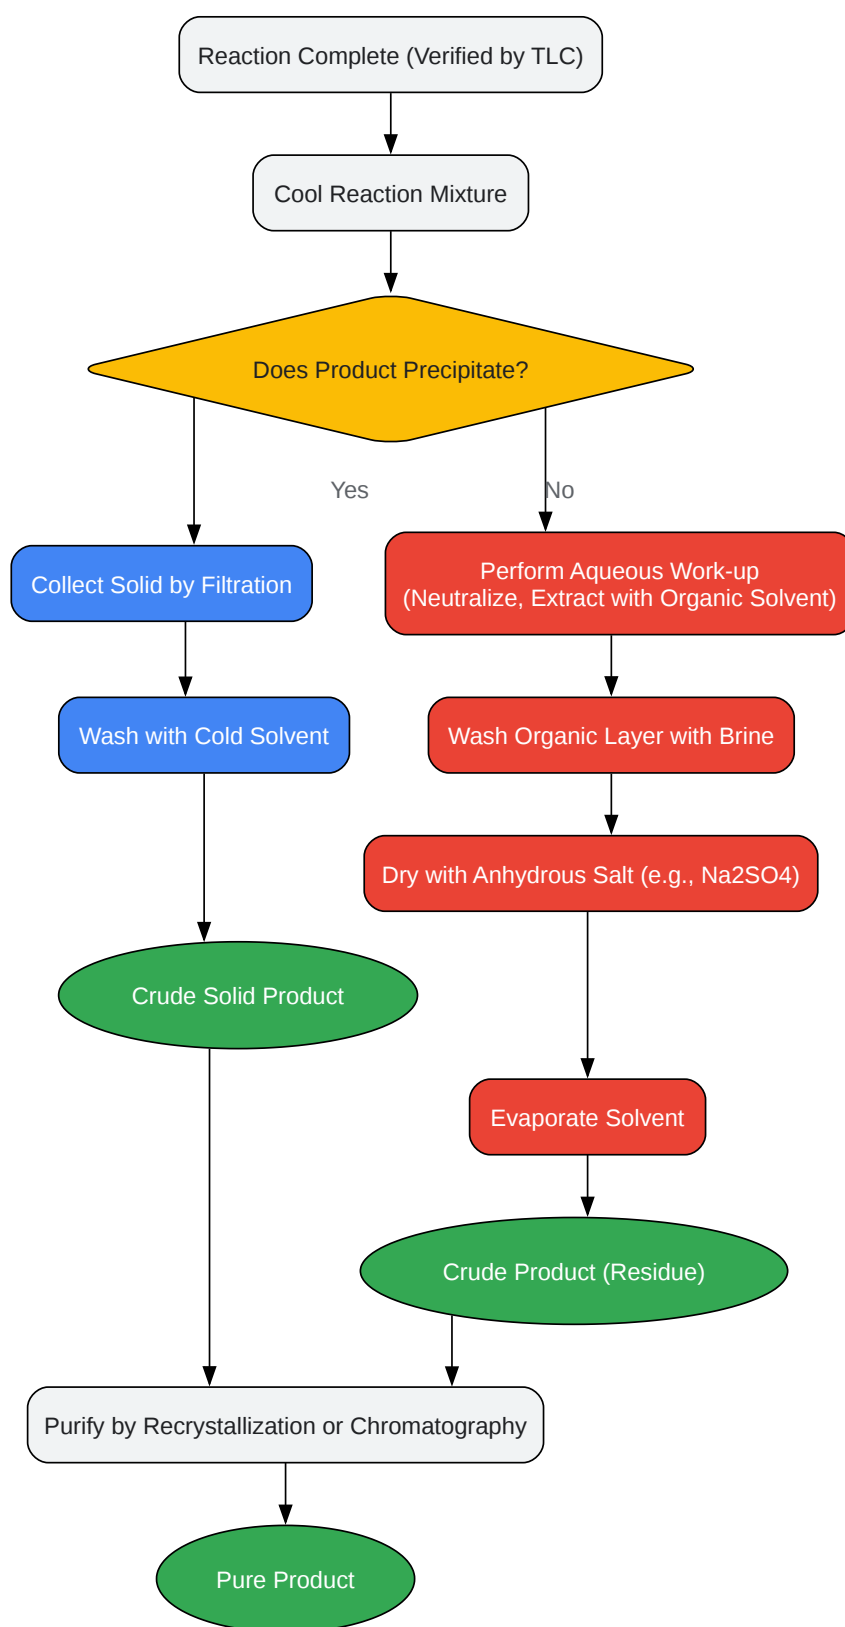 Reaction Complete (Verified by TLC)
Cool Reaction Mixture
Does Product Precipitate?
Yes
No
Collect Solid by Filtration
Perform Aqueous Work-up
(Neutralize, Extract with Organic Solvent)
Wash with Cold Solvent
Wash Organic Layer with Brine
Dry with Anhydrous Salt (e.g., Na2SO4)
Crude Solid Product
Evaporate Solvent
Crude Product (Residue)
Purify by Recrystallization or Chromatography
Pure Product